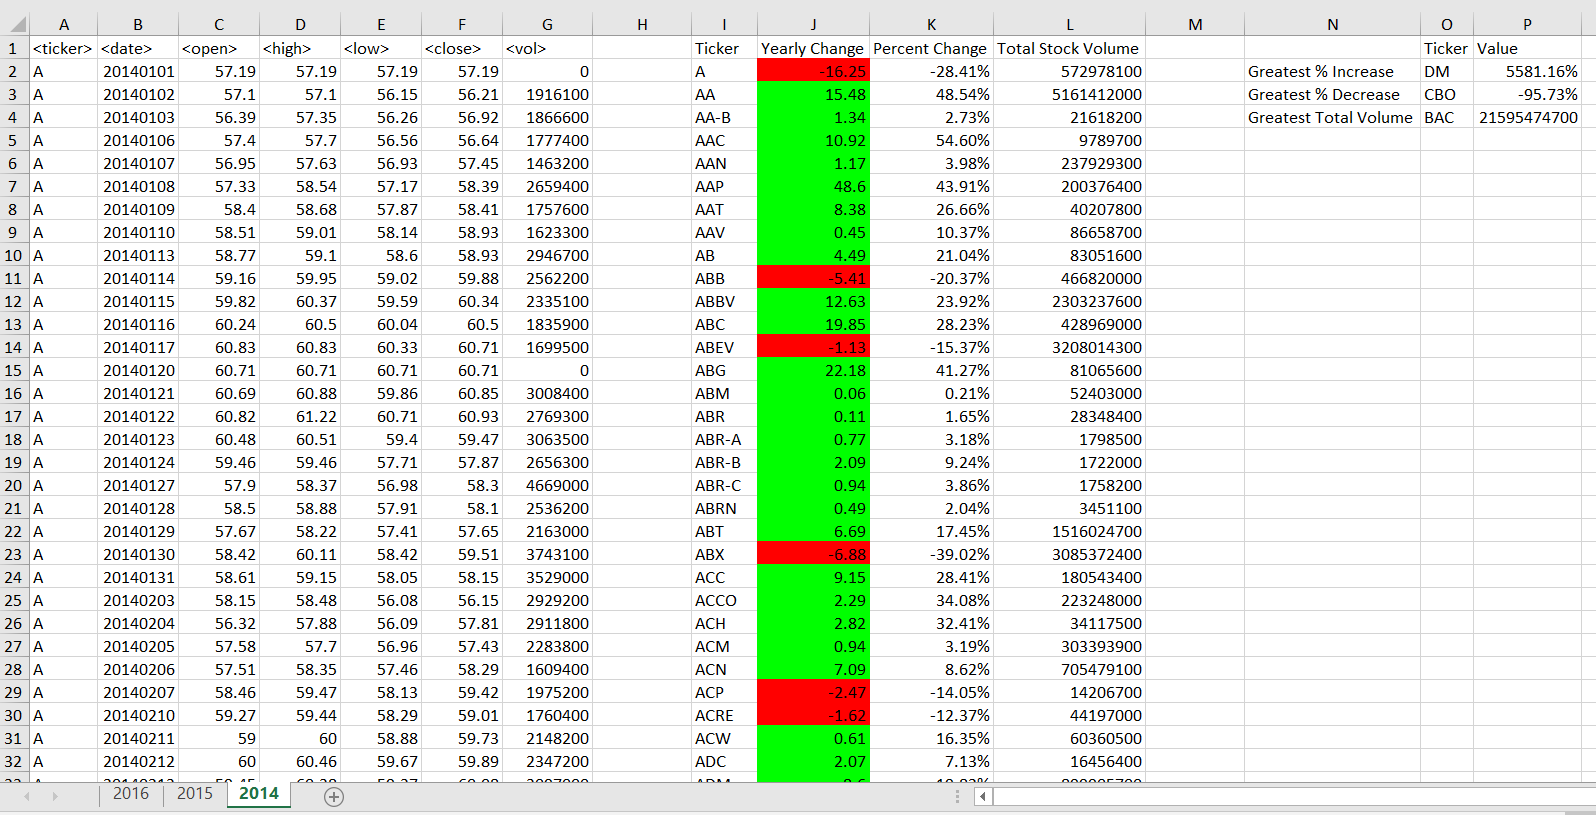 A B C D E F G H I J K L M N O P
1 <ticker> <date> <open> <high> <low> <close> <vol> Ticker Yearly Change Percent Change Total Stock Volume Ticker Value
2 A 20140101 57.19 57.19 57.19 57.19 0 A -16.25 -28.41% 572978100 Greatest % Increase DM 5581.16%
3 A 20140102 57.1 57.1 56.15 56.21 1916100 AA 15.48 48.54% 5161412000 Greatest % Decrease CBO -95.73%
4 A 20140103 56.39 57.35 56.26 56.92 1866600 AA-B 1.34 2.73% 21618200 Greatest Total Volume BAC 21595474700
5 A 20140106 57.4 57.7 56.56 56.64 1777400 AAC 10.92 54.60% 9789700
6 A 20140107 56.95 57.63 56.93 57.45 1463200 AAN 1.17 3.98% 237929300
7 A 20140108 57.33 58.54 57.17 58.39 2659400 AAP 48.6 43.91% 200376400
8 A 20140109 58.4 58.68 57.87 58.41 1757600 AAT 8.38 26.66% 40207800
9 A 20140110 58.51 59.01 58.14 58.93 1623300 AAV 0.45 10.37% 86658700
10 A 20140113 58.77 59.1 58.6 58.93 2946700 AB 4.49 21.04% 83051600
11 A 20140114 59.16 59.95 59.02 59.88 2562200 ABB -5.41 -20.37% 466820000
12 A 20140115 59.82 60.37 59.59 60.34 2335100 ABBV 12.63 23.92% 2303237600
13 A 20140116 60.24 60.5 60.04 60.5 1835900 ABC 19.85 28.23% 428969000
14 A 20140117 60.83 60.83 60.33 60.71 1699500 ABEV -1.13 -15.37% 3208014300
15 A 20140120 60.71 60.71 60.71 60.71 0 ABG 22.18 41.27% 81065600
16 A 20140121 60.69 60.88 59.86 60.85 3008400 ABM 0.06 0.21% 52403000
17 A 20140122 60.82 61.22 60.71 60.93 2769300 ABR 0.11 1.65% 28348400
18 A 20140123 60.48 60.51 59.4 59.47 3063500 ABR-A 0.77 3.18% 1798500
19 A 20140124 59.46 59.46 57.71 57.87 2656300 ABR-B 2.09 9.24% 1722000
20 A 20140127 57.9 58.37 56.98 58.3 4669000 ABR-C 0.94 3.86% 1758200
21 A 20140128 58.5 58.88 57.91 58.1 2536200 ABRN 0.49 2.04% 3451100
22 A 20140129 57.67 58.22 57.41 57.65 2163000 ABT 6.69 17.45% 1516024700
23 A 20140130 58.42 60.11 58.42 59.51 3743100 ABX -6.88 -39.02% 3085372400
24 A 20140131 58.61 59.15 58.05 58.15 3529000 ACC 9.15 28.41% 180543400
25 A 20140203 58.15 58.48 56.08 56.15 2929200 ACCO 2.29 34.08% 223248000
26 A 20140204 56.32 57.88 56.09 57.81 2911800 ACH 2.82 32.41% 34117500
27 A 20140205 57.58 57.7 56.96 57.43 2283800 ACM 0.94 3.19% 303393900
28 A 20140206 57.51 58.35 57.46 58.29 1609400 ACN 7.09 8.62% 705479100
29 A 20140207 58.46 59.47 58.13 59.42 1975200 ACP -2.47 -14.05% 14206700
30 A 20140210 59.27 59.44 58.29 59.01 1760400 ACRE -1.62 -12.37% 44197000
31 A 20140211 59 60 58.88 59.73 2148200 ACW 0.61 16.35% 60360500
32 A 20140212 60 60.46 59.67 59.89 2347200 ADC 2.07 7.13% 16456400
2016 2015 2014